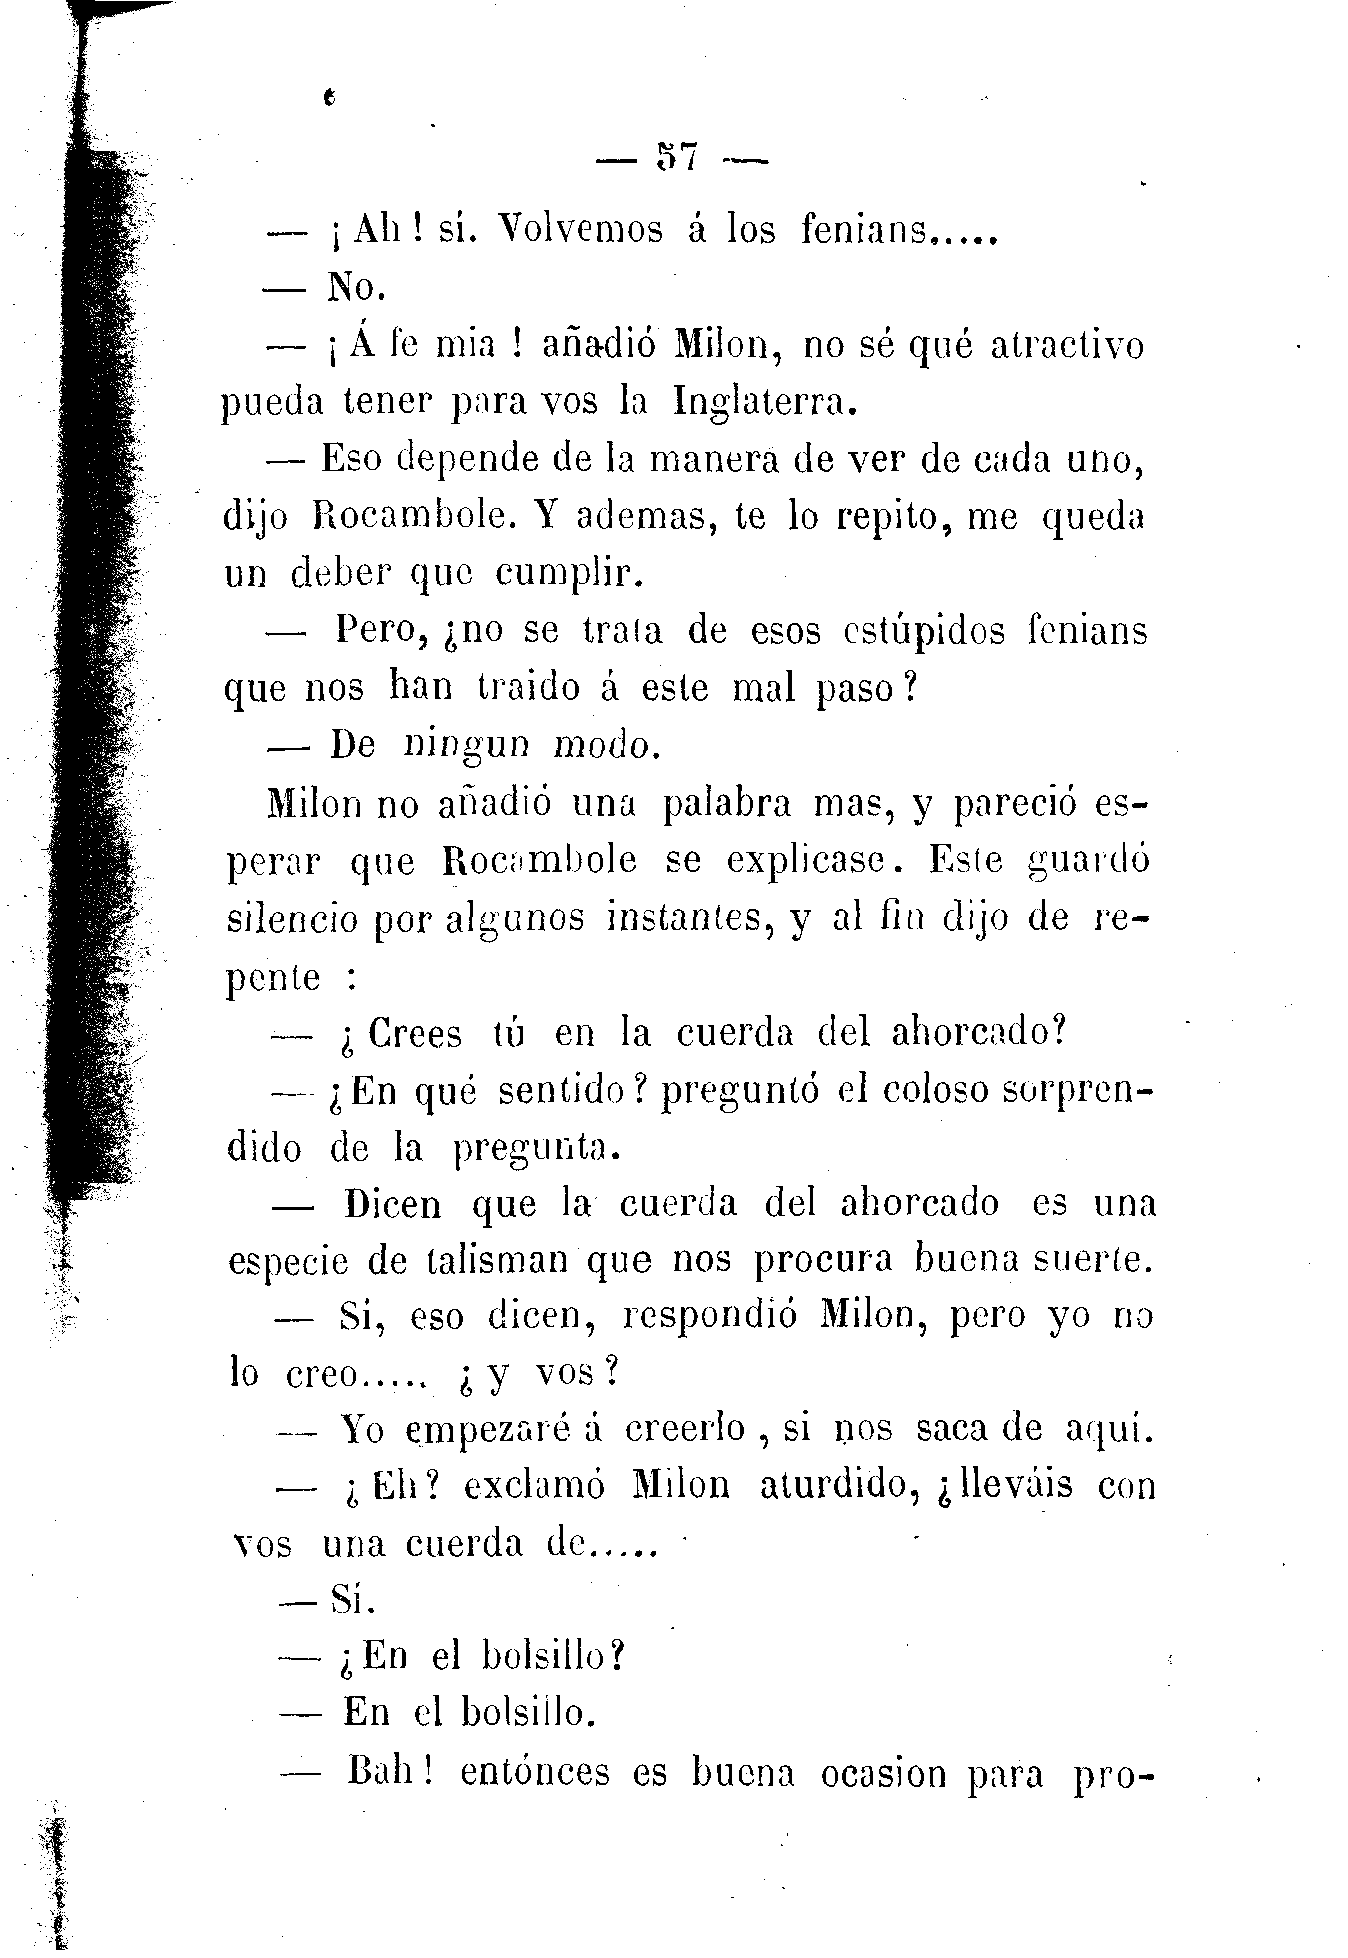 — 57 —
— ¡ Ah ! sí. Volvemos á los fenians.....
— No.
— ¡ Á fe mia ! añadió Milon, no sé qué atractivo
pueda tener para vos la Inglaterra.
— Eso depende de la manera de ver de cada uno,
dijo Rocambole. Y ademas, te lo repito, me queda
un deber que cumplir.
— Pero, ¿no se trata de esos estúpidos fenians
que nos han traido á este mal paso ?
— De ningun modo.
Milon no añadió una palabra mas, y pareció es-
perar que Rocambole se explicase. Este guardó
silencio por algunos instantes, y al fin dijo de re-
pente :
— ¿ Crees tú en la cuerda del ahorcado?
— ¿En qué sentido ? preguntó el coloso sorpren-
dido de la pregunta.
— Dicen que la cuerda del ahorcado es una
especie de talisman que nos procura buena suerte.
— Si, eso dicen, respondió Milon, pero yo no
lo creo..... ¿ y vos ?
— Yo empezaré á creerlo , si nos saca de aquí.
— ¿ Eh? exclamó Milon aturdido, ¿ lleváis con
vos una cuerda de.....
— Sí.
— ¿En el bolsillo?
— En el bolsillo.
— Bah ! entónces es buena ocasion para pro-